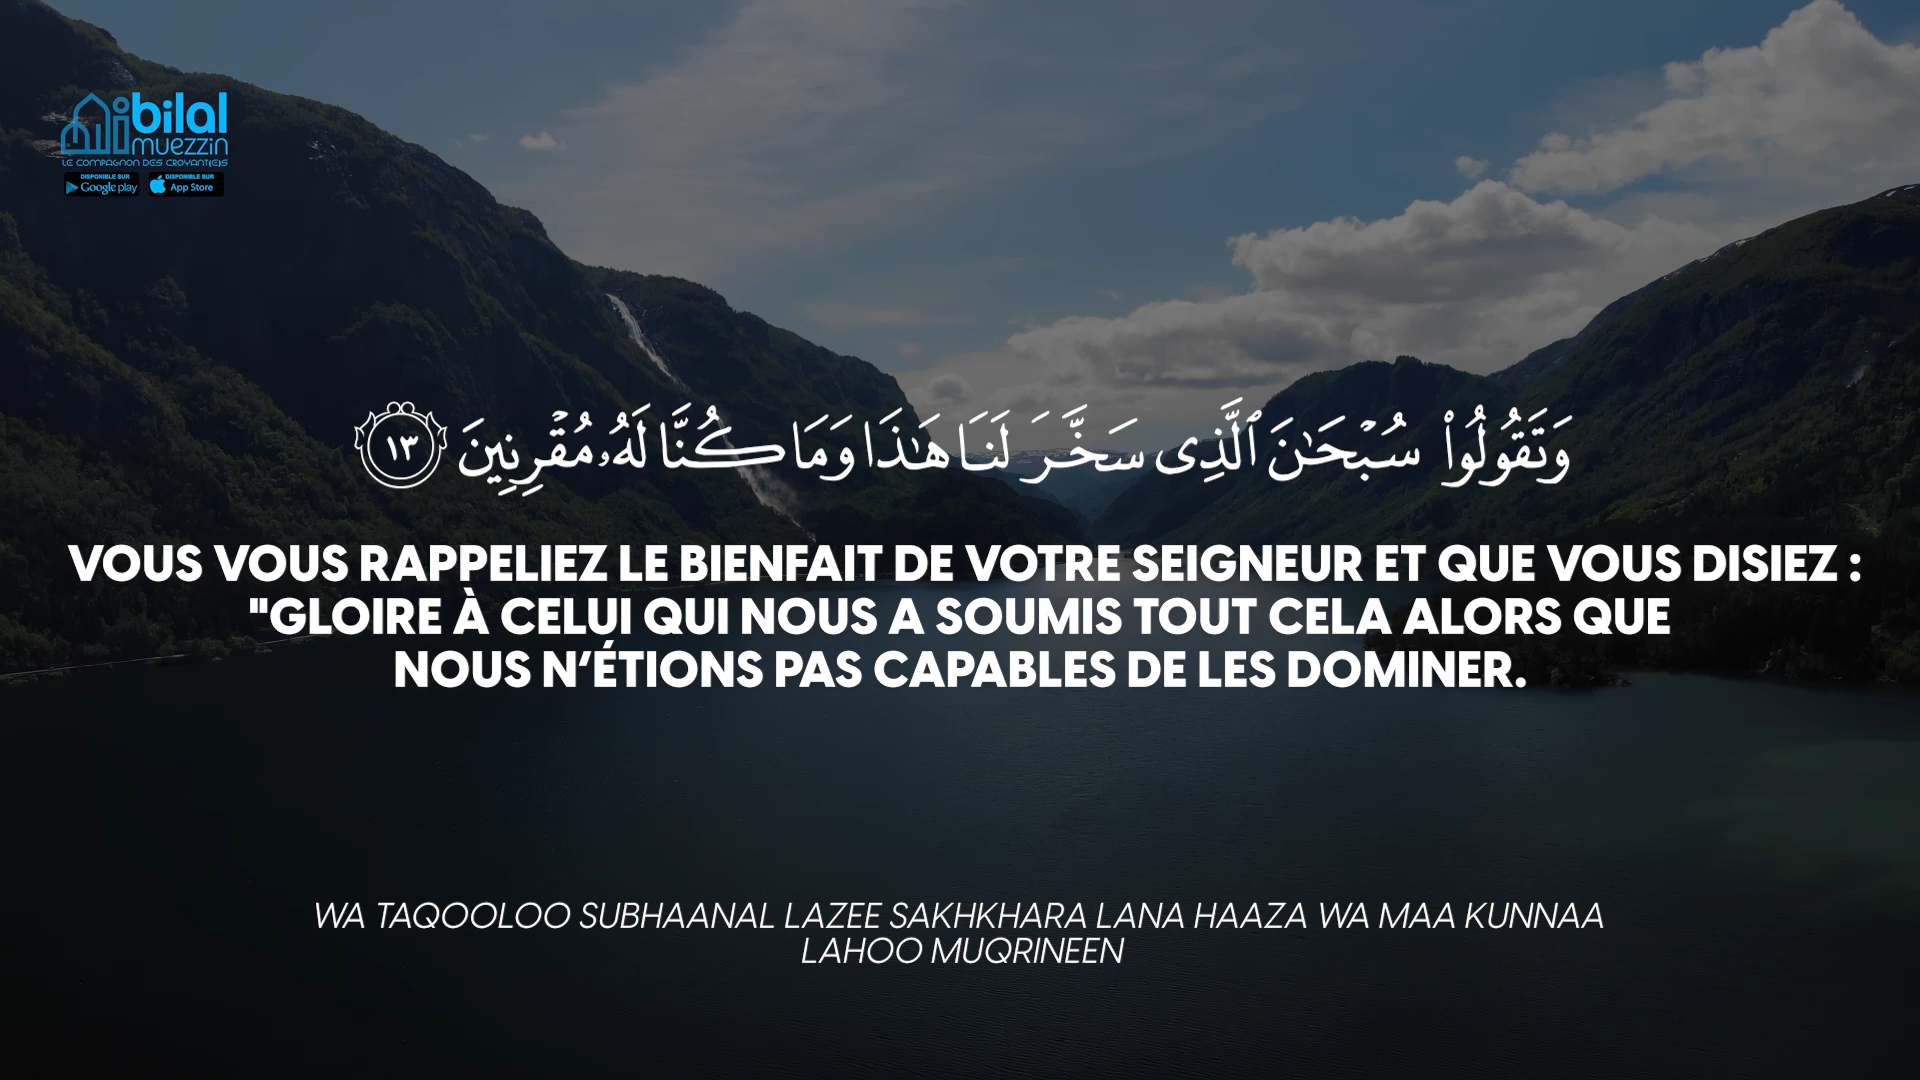 bilal
muezzin
LE COMPAGNON DES CROYANT(E)S
DISPONIBLE SUR
Google play
DISPONIBLE SUR
App Store
وَتَقُولُوا۟ سُبْحَـٰنَ ٱلَّذِى سَخَّرَ لَنَا هَـٰذَا وَمَا كُنَّا لَهُۥ مُقْرِنِينَ ١٣
VOUS VOUS RAPPELIEZ LE BIENFAIT DE VOTRE SEIGNEUR ET QUE VOUS DISIEZ :
"GLOIRE À CELUI QUI NOUS A SOUMIS TOUT CELA ALORS QUE
NOUS N’ÉTIONS PAS CAPABLES DE LES DOMINER.
WA TAQOOLOO SUBHAANAL LAZEE SAKHKHARA LANA HAAZA WA MAA KUNNAA
LAHOO MUQRINEEN